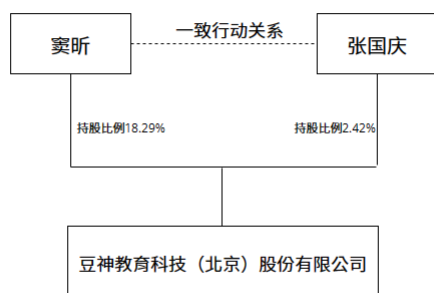 窦昕
一致行动关系
张国庆
持股比例18.29%
持股比例2.42%
豆神教育科技（北京）股份有限公司